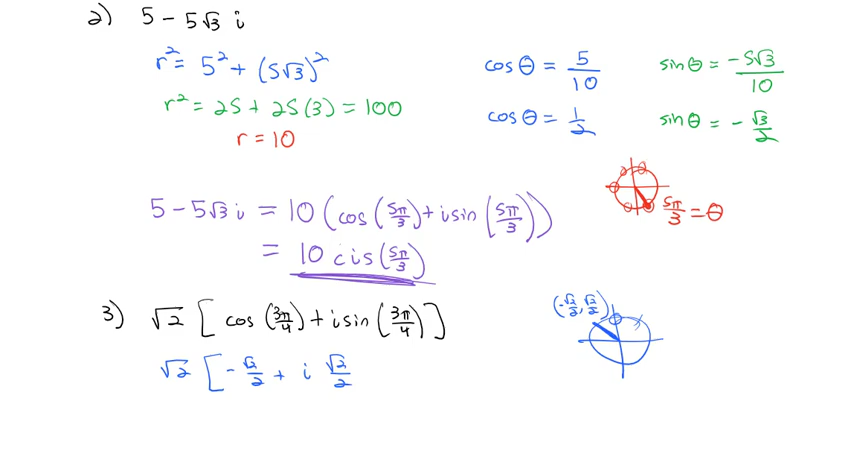 2) 5 - 5√3 i
r² = 5² + (5√3)²
cos θ = 5/10
sin θ = -5√3/10
r² = 25 + 25(3) = 100
cos θ = 1/2
sin θ = -√3/2
r = 10
5π/3 = θ
5 - 5√3 i = 10 (cos(5π/3) + i sin(5π/3))
= 10 cis(5π/3)
3) √2 [cos(3π/4) + i sin(3π/4)]
(-√2/2, √2/2)
√2 [-√2/2 + i √2/2